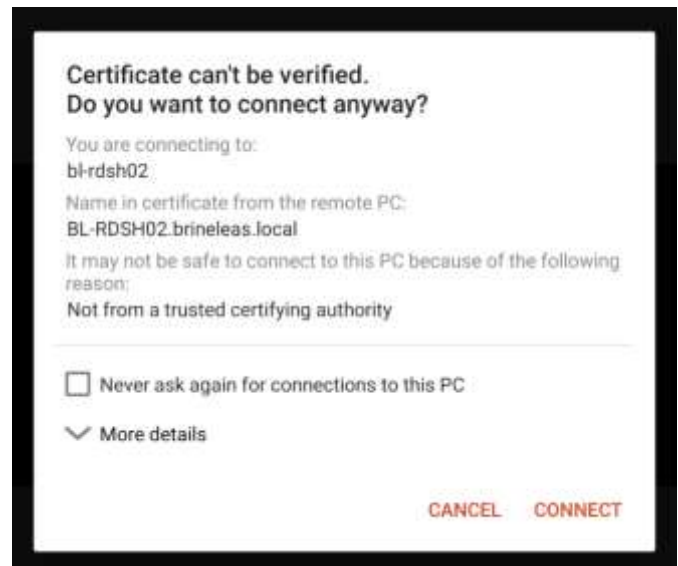 Certificate can't be verified.
Do you want to connect anyway?
You are connecting to:
bl-rdsh02
Name in certificate from the remote PC:
BL-RDSH02.brineleas.local
It may not be safe to connect to this PC because of the following
reason:
Not from a trusted certifying authority
Never ask again for connections to this PC
More details
CANCEL CONNECT